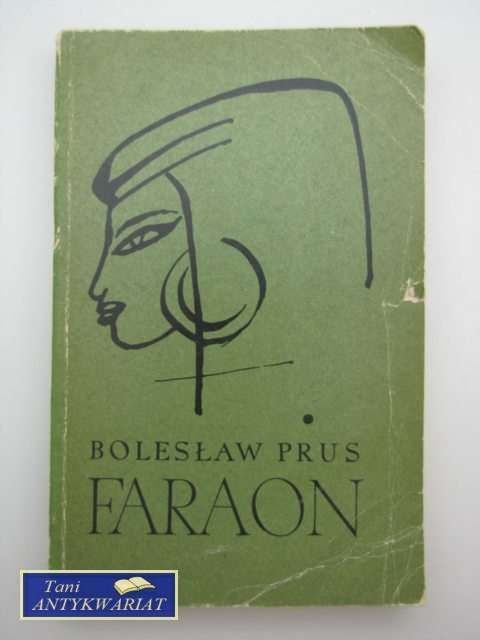 BOLESŁAW PRUS
FARAON
Tani
ANTYKWARIAT